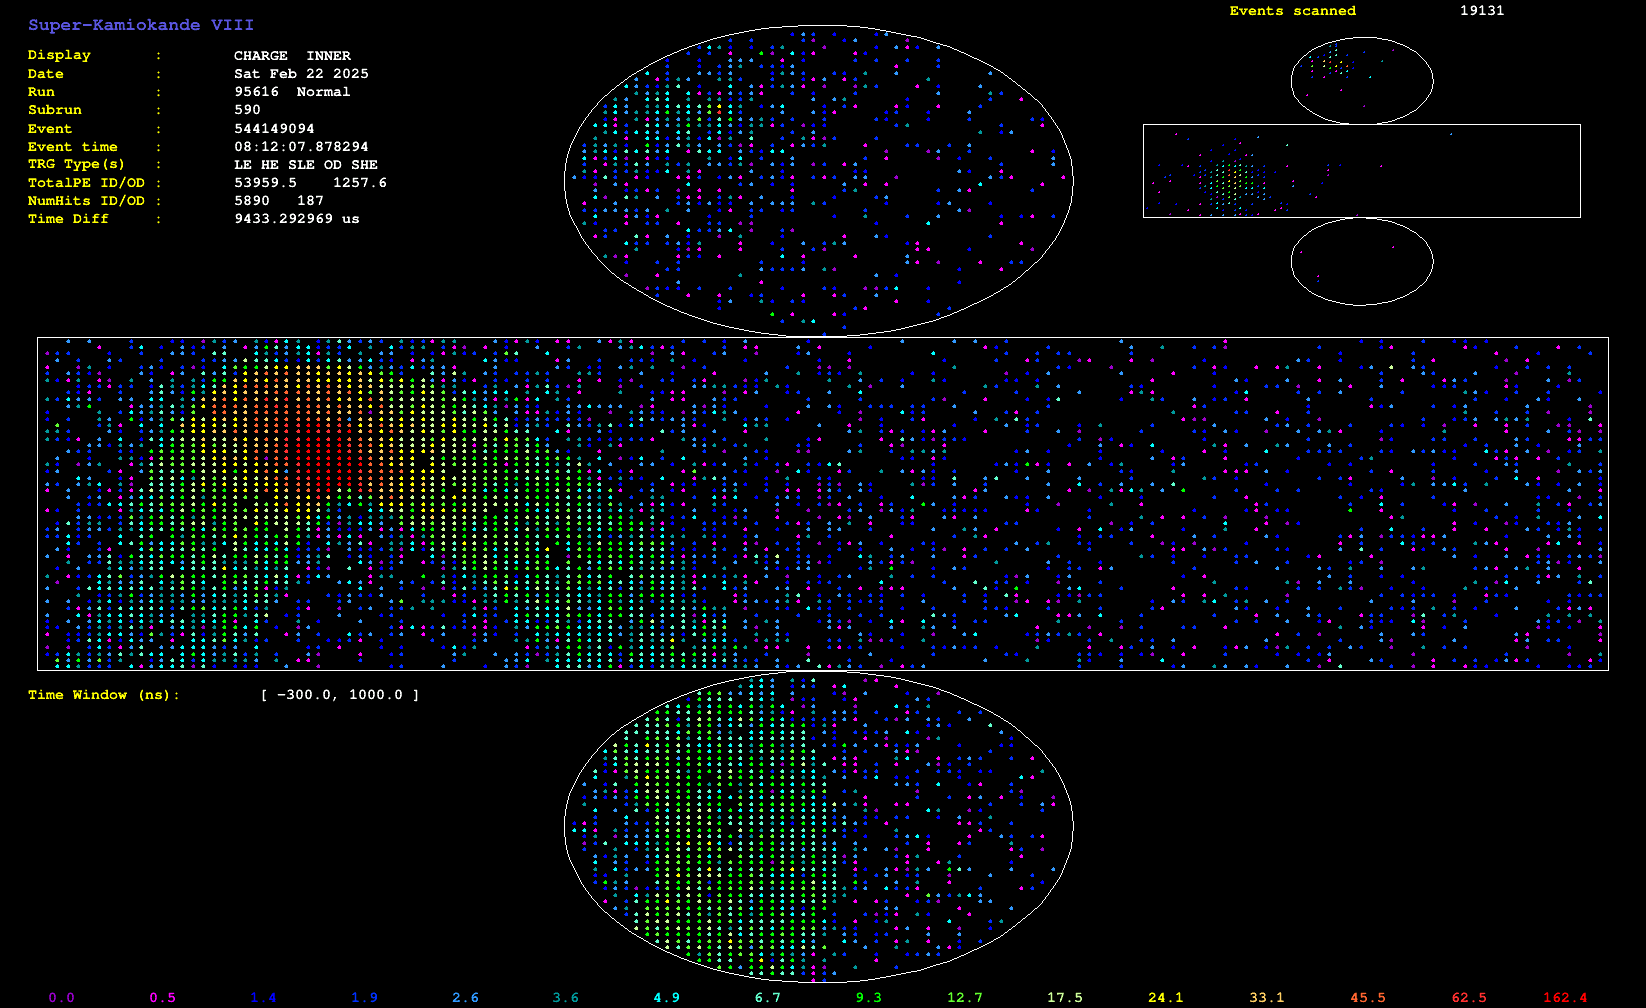 Super-Kamiokande VIII
Display : CHARGE INNER
Date : Sat Feb 22 2025
Run : 95616 Normal
Subrun : 590
Event : 544149094
Event time : 08:12:07.878294
TRG Type(s) : LE HE SLE OD SHE
TotalPE ID/OD : 53959.5 1257.6
NumHits ID/OD : 5890 187
Time Diff : 9433.292969 us
Events scanned 19131
Time Window (ns): [ -300.0, 1000.0 ]
0.0 0.5 1.4 1.9 2.6 3.6 4.9 6.7 9.3 12.7 17.5 24.1 33.1 45.5 62.5 162.4